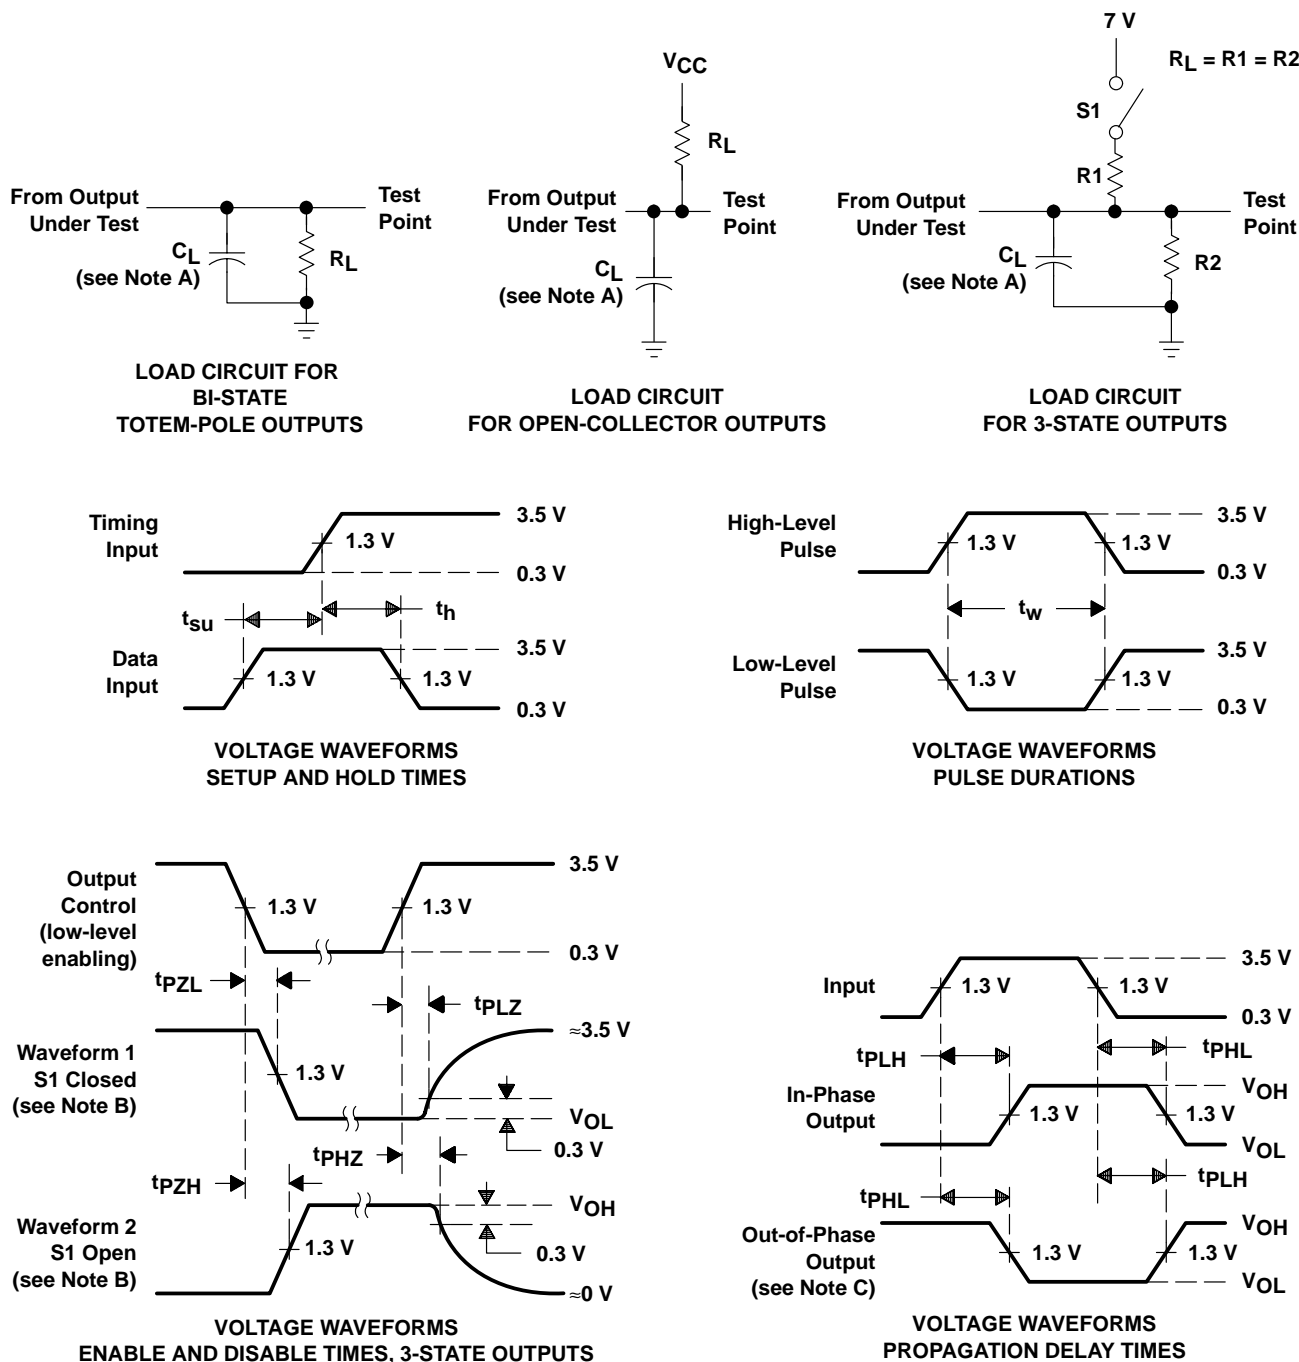 From Output
Under Test
Test
Point
CL
(see Note A)
RL
LOAD CIRCUIT FOR
BI-STATE
TOTEM-POLE OUTPUTS
VCC
RL
From Output
Under Test
Test
Point
CL
(see Note A)
LOAD CIRCUIT
FOR OPEN-COLLECTOR OUTPUTS
7 V
RL = R1 = R2
S1
R1
From Output
Under Test
Test
Point
CL
(see Note A)
R2
LOAD CIRCUIT
FOR 3-STATE OUTPUTS
Timing
Input
1.3 V
3.5 V
0.3 V
tsu
th
Data
Input
1.3 V
1.3 V
3.5 V
0.3 V
VOLTAGE WAVEFORMS
SETUP AND HOLD TIMES
High-Level
Pulse
1.3 V
1.3 V
3.5 V
0.3 V
tw
Low-Level
Pulse
1.3 V
1.3 V
3.5 V
0.3 V
VOLTAGE WAVEFORMS
PULSE DURATIONS
Output
Control
(low-level
enabling)
1.3 V
1.3 V
3.5 V
0.3 V
tPZL
tPLZ
Waveform 1
S1 Closed
(see Note B)
1.3 V
≈3.5 V
VOL
0.3 V
tPHZ
tPZH
Waveform 2
S1 Open
(see Note B)
1.3 V
VOH
0.3 V
≈0 V
VOLTAGE WAVEFORMS
ENABLE AND DISABLE TIMES, 3-STATE OUTPUTS
Input
1.3 V
1.3 V
3.5 V
0.3 V
tPLH
tPHL
In-Phase
Output
1.3 V
1.3 V
VOH
VOL
tPHL
tPLH
Out-of-Phase
Output
(see Note C)
1.3 V
1.3 V
VOH
VOL
VOLTAGE WAVEFORMS
PROPAGATION DELAY TIMES